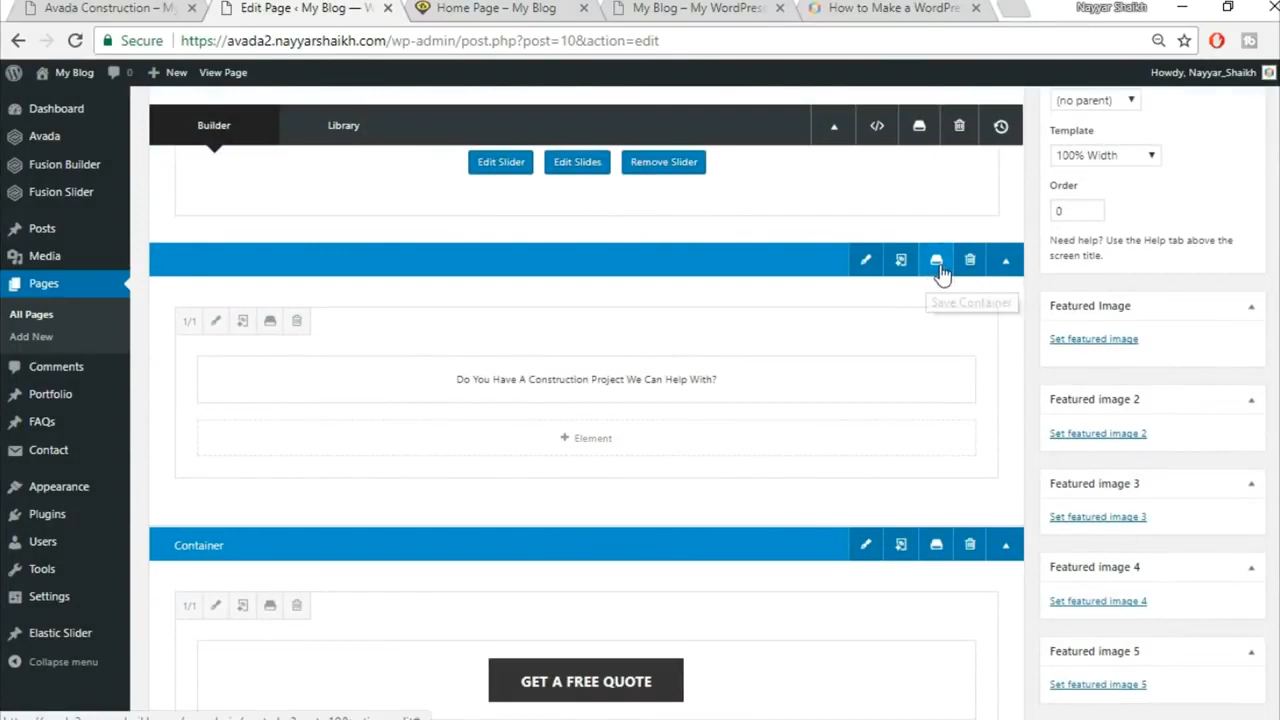 Avada Construction – My
Edit Page ‹ My Blog — W
Home Page – My Blog
My Blog – My WordPress
How to Make a WordPre
Nayyar Shaikh
Secure
https://avada2.nayyarshaikh.com/wp-admin/post.php?post=10&action=edit
My Blog
0
New
View Page
Howdy, Nayyar_Shaikh
Dashboard
Avada
Fusion Builder
Fusion Slider
Posts
Media
Pages
All Pages
Add New
Comments
Portfolio
FAQs
Contact
Appearance
Plugins
Users
Tools
Settings
Elastic Slider
Collapse menu
Builder
Library
Edit Slider
Edit Slides
Remove Slider
Save Container
1/1
Do You Have A Construction Project We Can Help With?
+ Element
Container
1/1
GET A FREE QUOTE
(no parent)
Template
100% Width
Order
0
Need help? Use the Help tab above the
screen title.
Featured Image
Set featured image
Featured image 2
Set featured image 2
Featured image 3
Set featured image 3
Featured image 4
Set featured image 4
Featured image 5
Set featured image 5